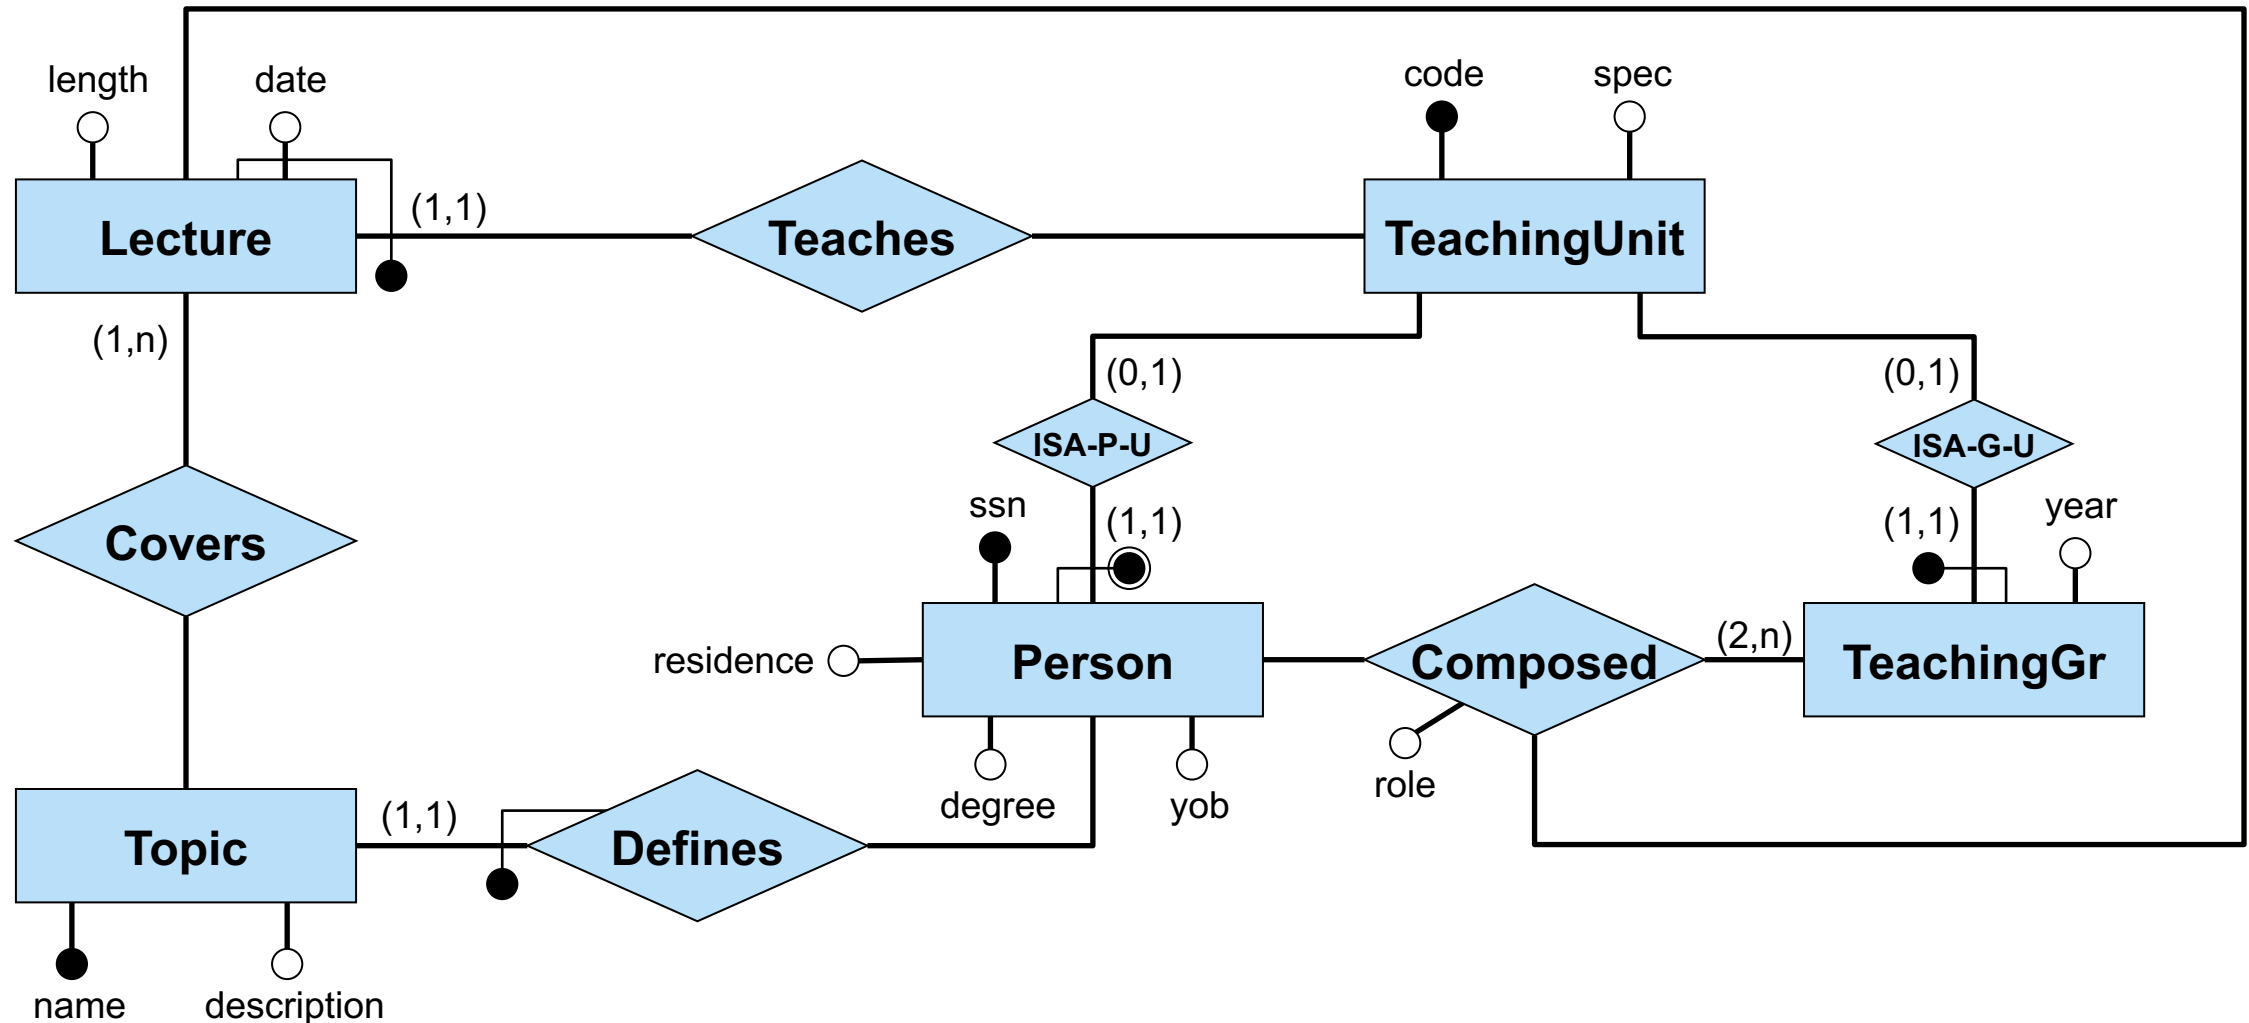 length
date
code
spec
Lecture
(1,1)
Teaches
TeachingUnit
(1,n)
(0,1)
(0,1)
ISA-P-U
ISA-G-U
ssn
(1,1)
(1,1)
year
Covers
residence
Person
Composed
(2,n)
TeachingGr
degree
yob
role
Topic
(1,1)
Defines
name
description